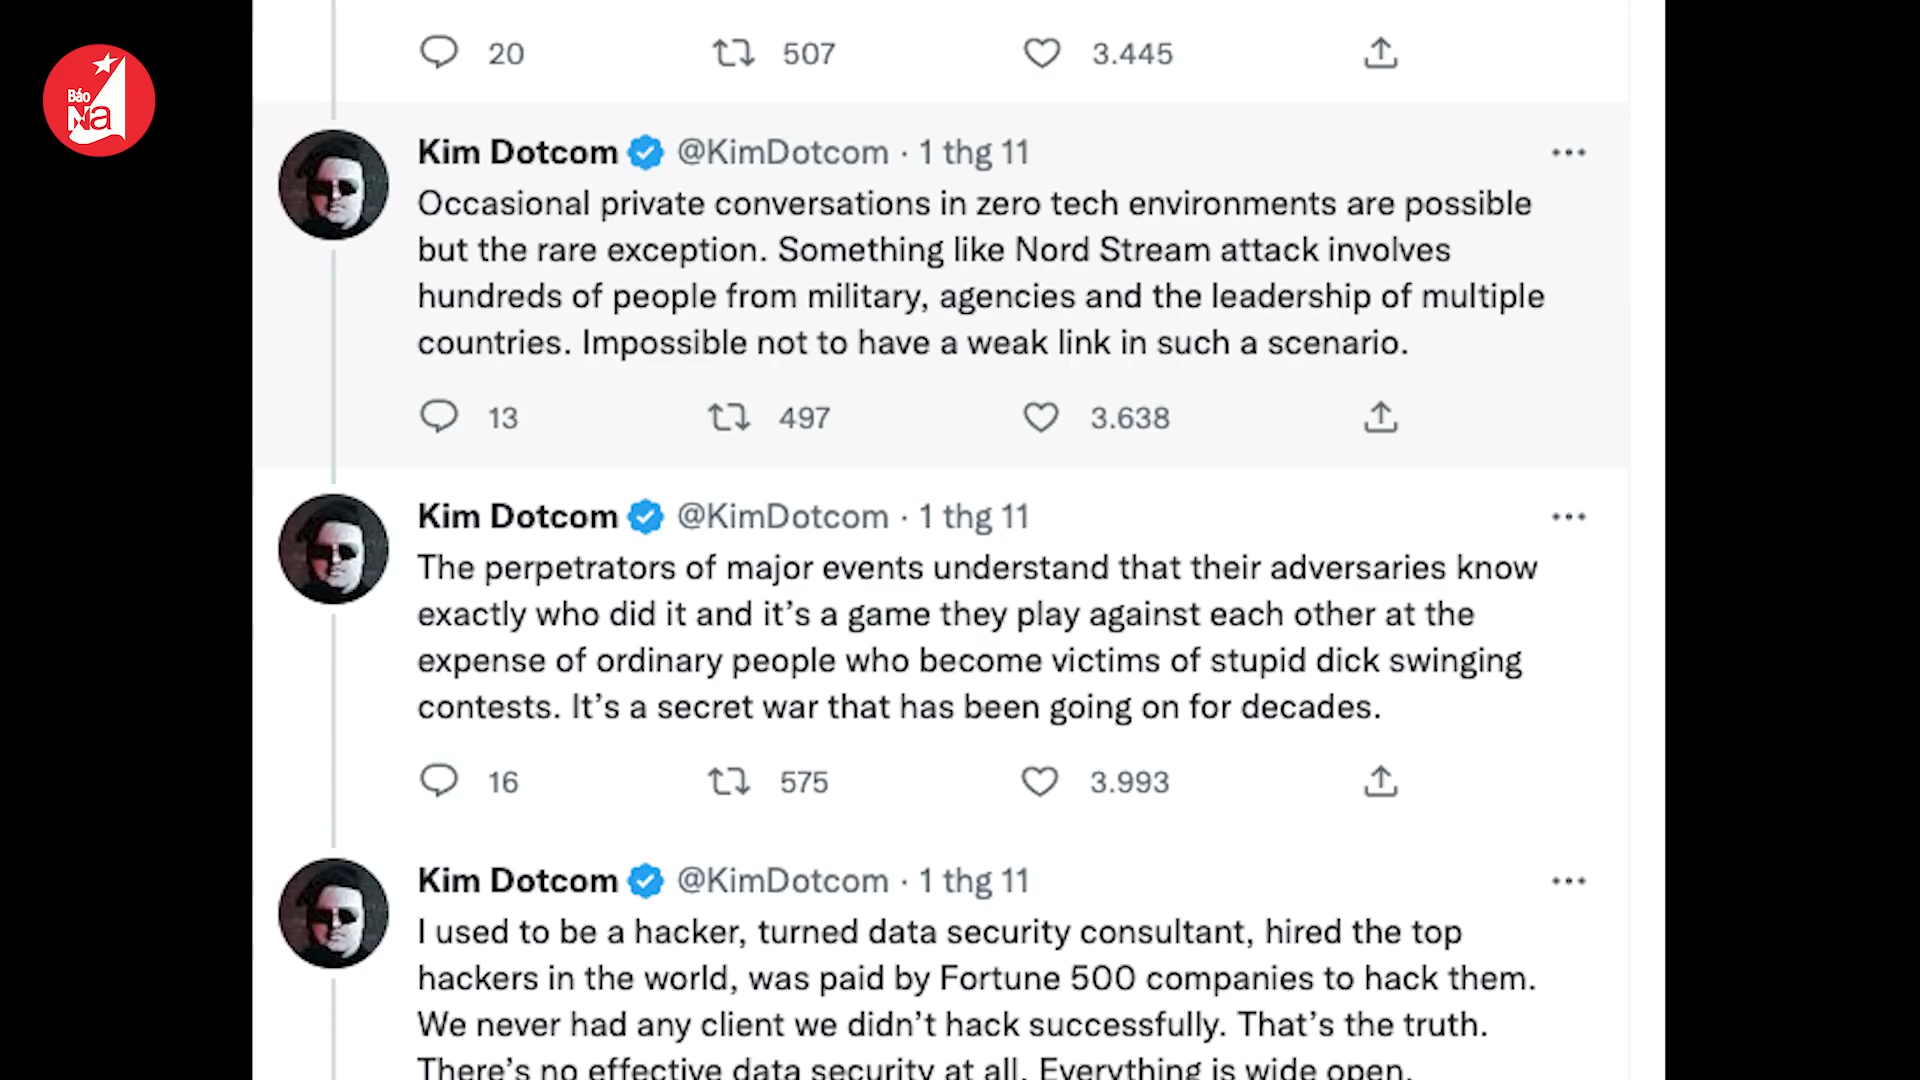 20 507 3.445
Báo
Na
Kim Dotcom @KimDotcom · 1 thg 11
Occasional private conversations in zero tech environments are possible
but the rare exception. Something like Nord Stream attack involves
hundreds of people from military, agencies and the leadership of multiple
countries. Impossible not to have a weak link in such a scenario.
13 497 3.638
Kim Dotcom @KimDotcom · 1 thg 11
The perpetrators of major events understand that their adversaries know
exactly who did it and it’s a game they play against each other at the
expense of ordinary people who become victims of stupid dick swinging
contests. It’s a secret war that has been going on for decades.
16 575 3.993
Kim Dotcom @KimDotcom · 1 thg 11
I used to be a hacker, turned data security consultant, hired the top
hackers in the world, was paid by Fortune 500 companies to hack them.
We never had any client we didn’t hack successfully. That’s the truth.
There’s no effective data security at all. Everything is wide open.